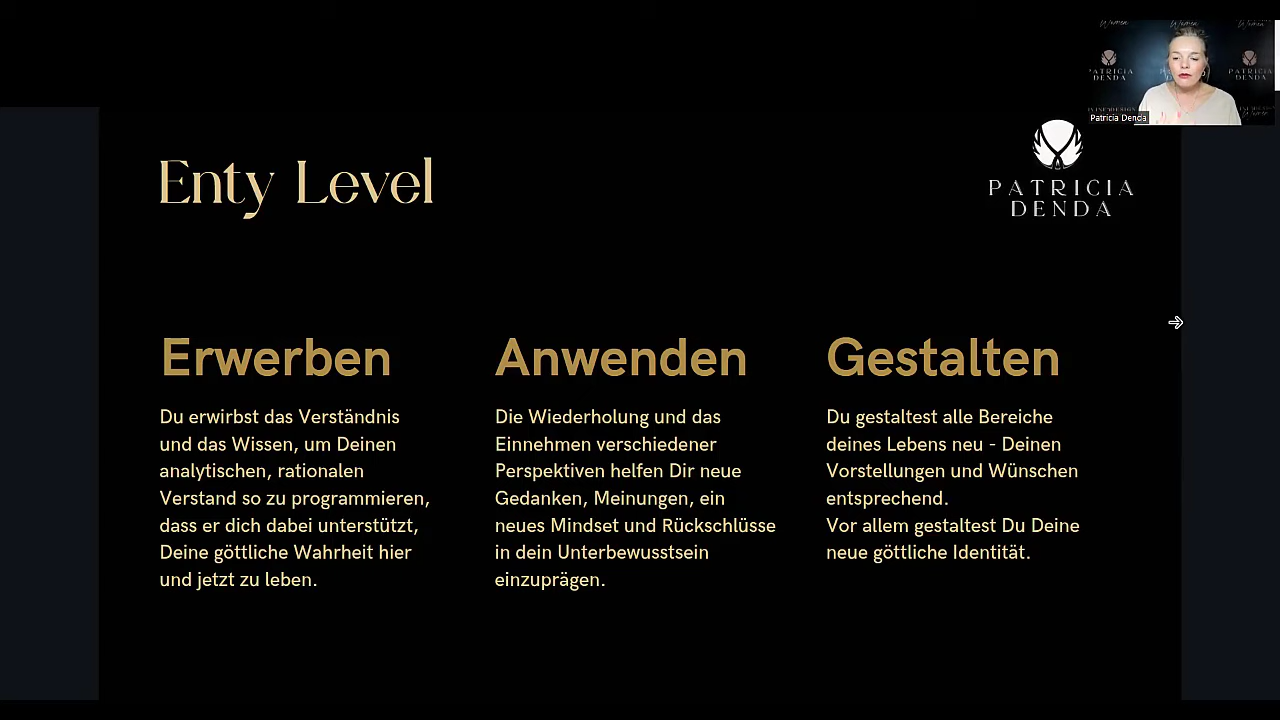 Patricia Denda
PATRICIA
DENDA
PATRICIA
DENDA
Enty Level
PATRICIA
DENDA
Erwerben
Du erwirbst das Verständnis
und das Wissen, um Deinen
analytischen, rationalen
Verstand so zu programmieren,
dass er dich dabei unterstützt,
Deine göttliche Wahrheit hier
und jetzt zu leben.
Anwenden
Die Wiederholung und das
Einnehmen verschiedener
Perspektiven helfen Dir neue
Gedanken, Meinungen, ein
neues Mindset und Rückschlüsse
in dein Unterbewusstsein
einzuprägen.
Gestalten
Du gestaltest alle Bereiche
deines Lebens neu - Deinen
Vorstellungen und Wünschen
entsprechend.
Vor allem gestaltest Du Deine
neue göttliche Identität.